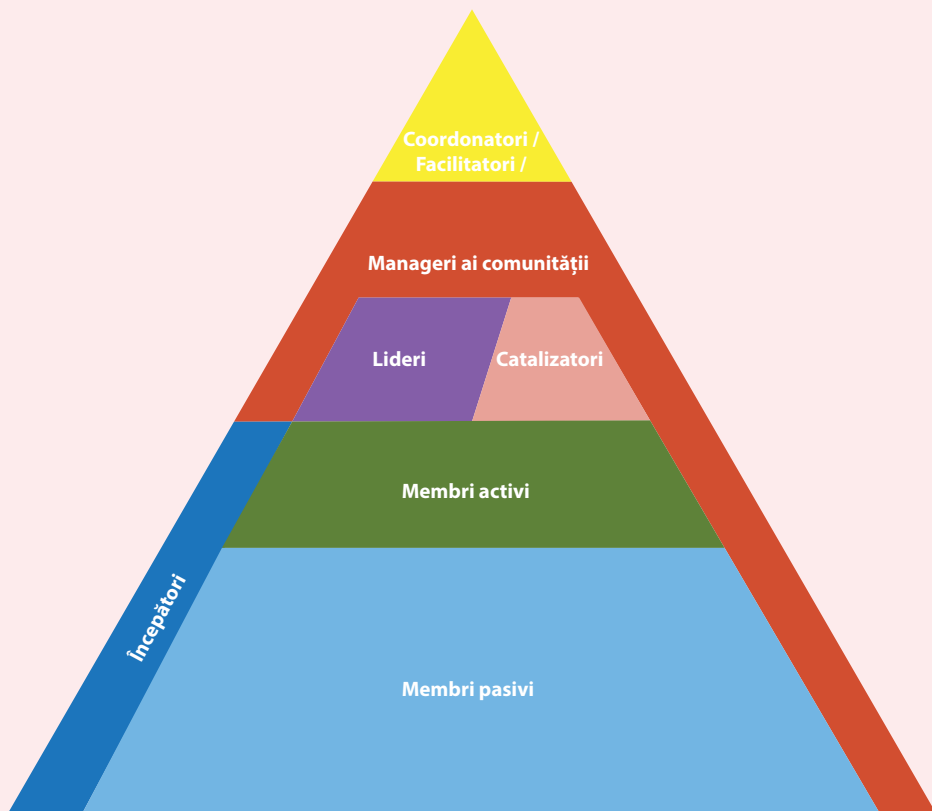 Coordonatori /
Facilitatori /
Manageri ai comunității
Lideri
Catalizatori
Membri activi
Începători
Membri pasivi